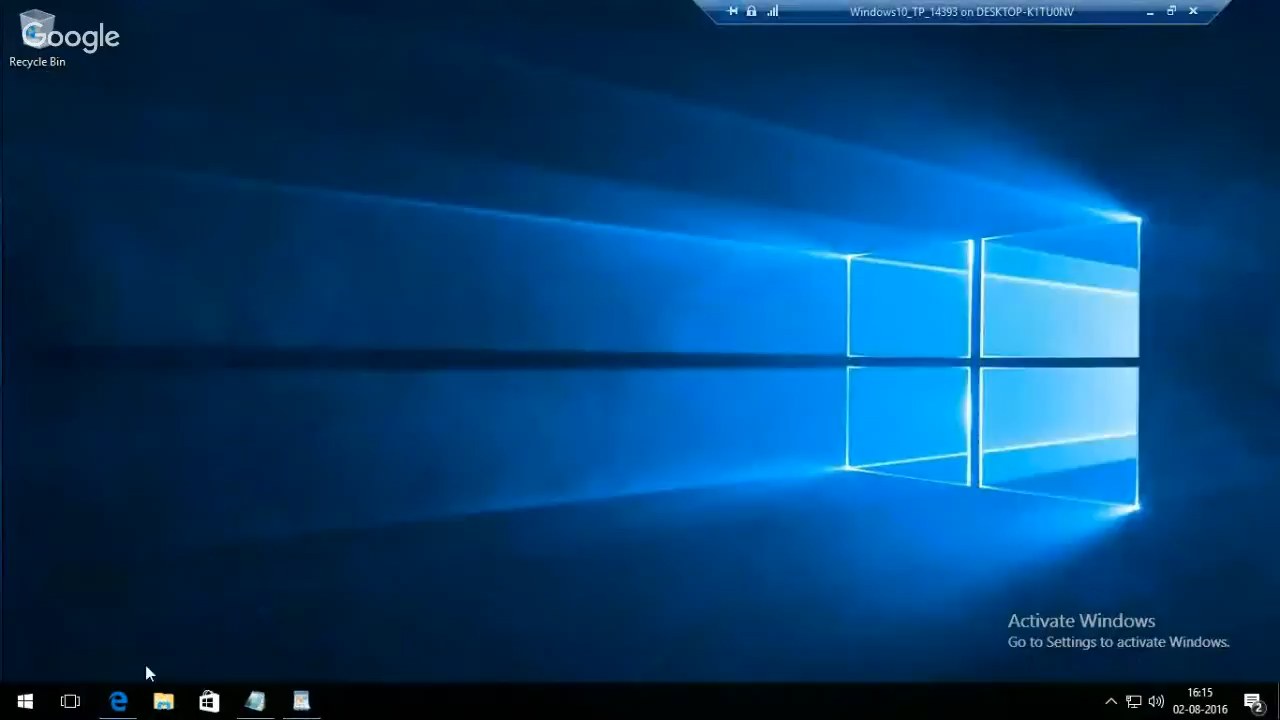 Google
Recycle Bin
Windows10_TP_14393 on DESKTOP-K1TU0NV
Activate Windows
Go to Settings to activate Windows.
16:15
02-08-2016
2